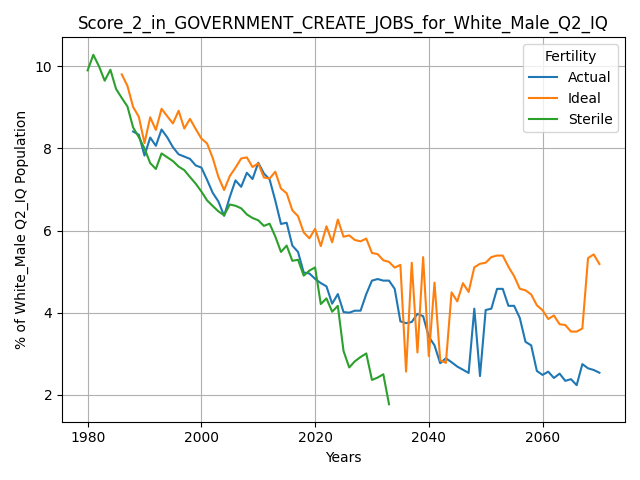 Score_2_in_GOVERNMENT_CREATE_JOBS_for_White_Male_Q2_IQ
% of White_Male Q2_IQ Population
10
8
6
4
2
Fertility
Actual
Ideal
Sterile
1980
2000
2020
2040
2060
Years